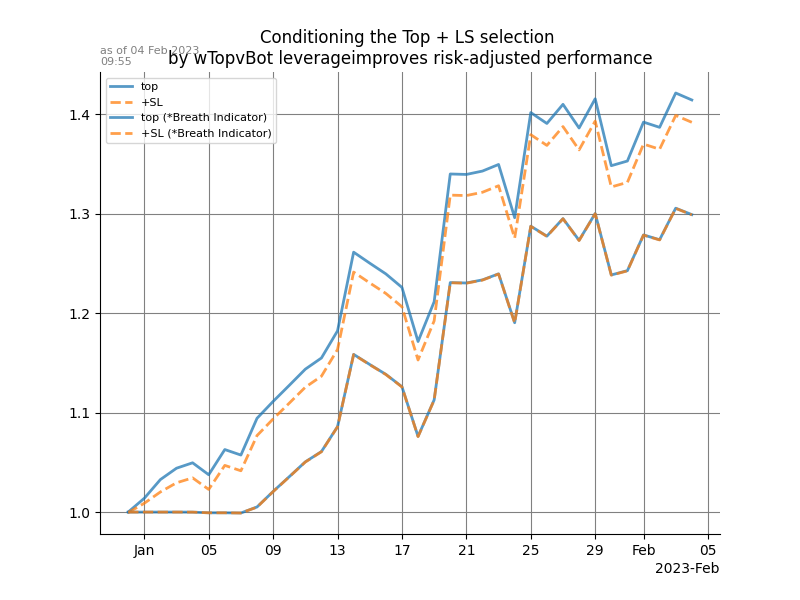 Conditioning the Top + LS selection
by wTopvBot leverageimproves risk-adjusted performance
as of 04 Feb 2023
09:55
top
+SL
top (*Breath Indicator)
+SL (*Breath Indicator)
1.4
1.3
1.2
1.1
1.0
Jan 05 09 13 17 21 25 29 Feb 05
2023-Feb